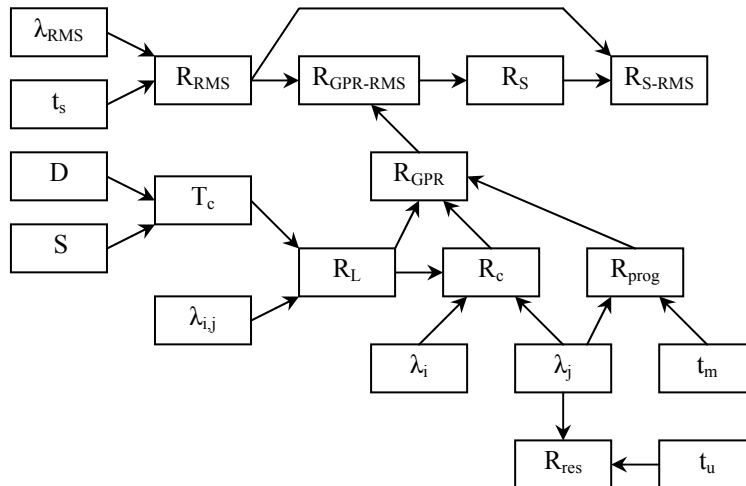 λRMS
RRMS
RGPR-RMS
RS
RS-RMS
ts
D
Tc
RGPR
S
RL
Rc
Rprog
λi,j
λi
λj
tm
Rres
tu